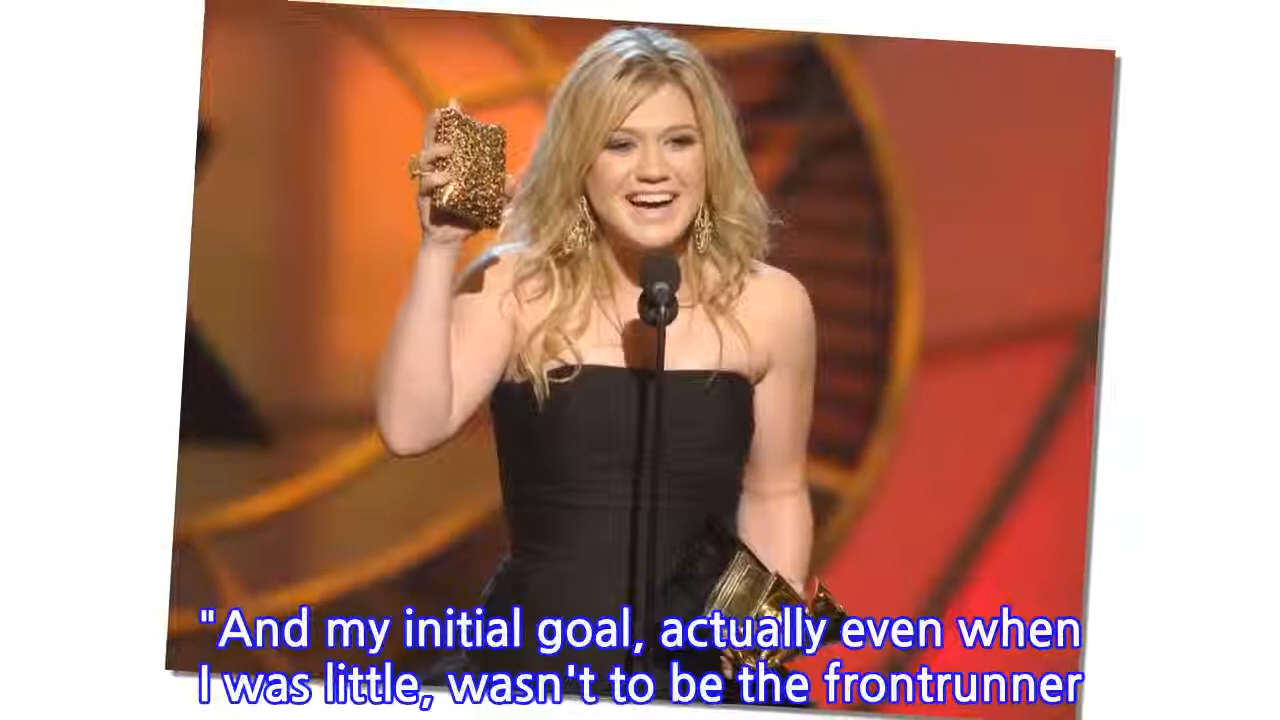 "And my initial goal, actually even when
I was little, wasn't to be the frontrunner